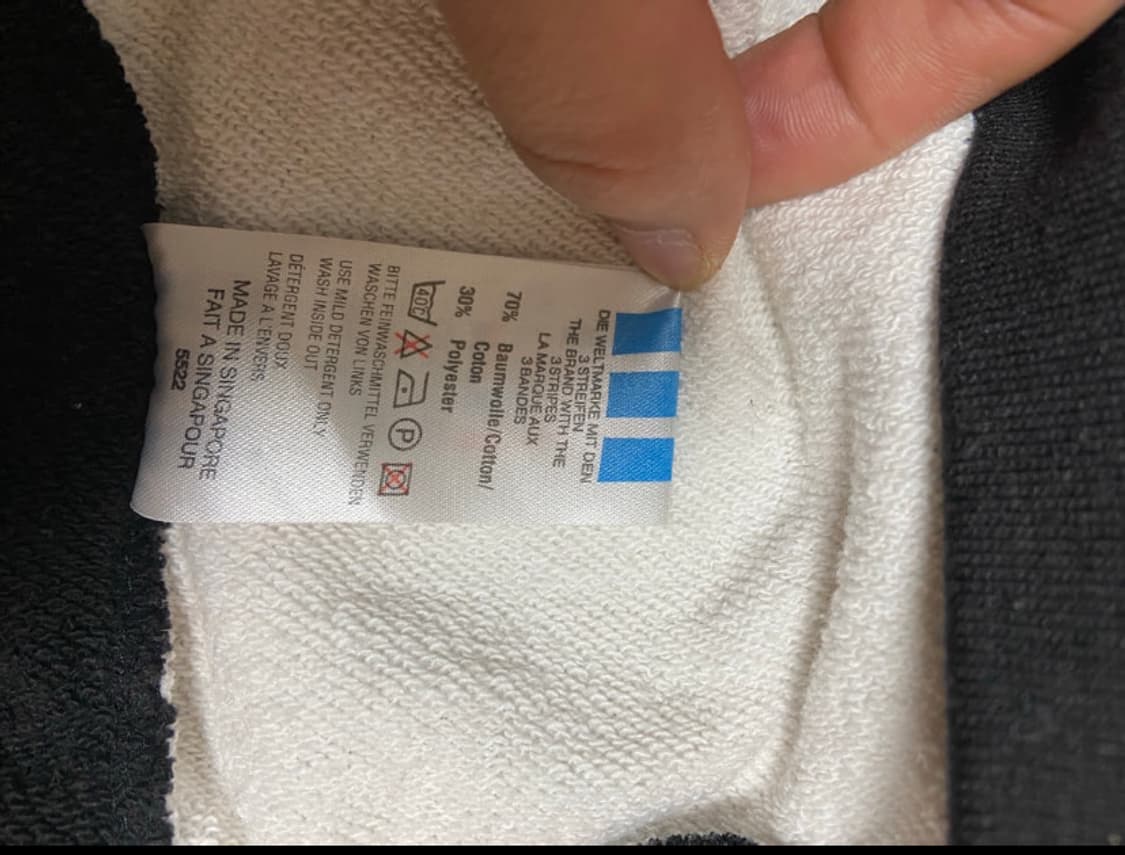 DIE WELTMARKE MIT DEN
3 STREIFEN
THE BRAND WITH THE
3 STRIPES
LA MARQUE AUX
3 BANDES
70% Baumwolle/Cotton/
Coton
30% Polyester
40C P
BITTE FEINWASCHMITTEL VERWENDEN
WASCHEN VON LINKS
USE MILD DETERGENT ONLY
WASH INSIDE OUT
DÉTERGENT DOUX
LAVAGE A L'ENVERS
MADE IN SINGAPORE
FAIT A SINGAPOUR
5522